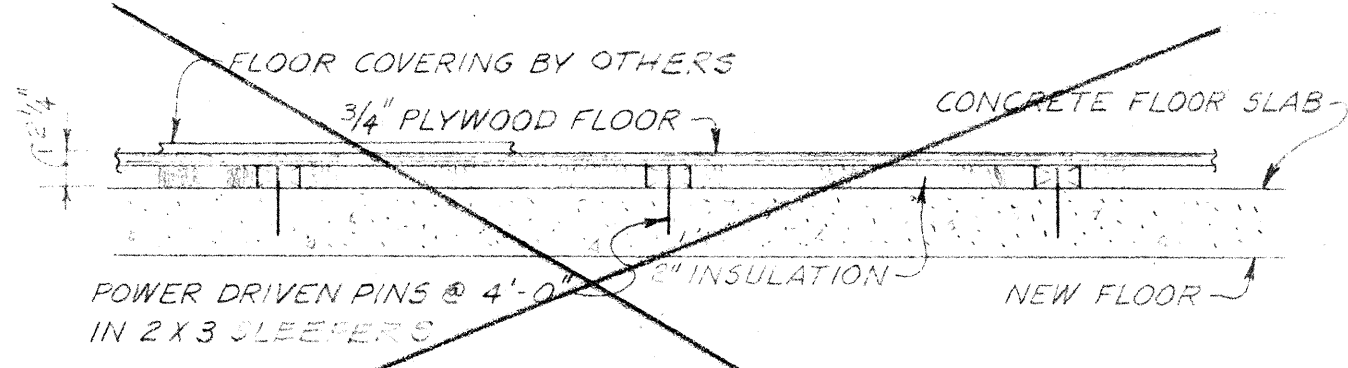 FLOOR COVERING BY OTHERS
3/4" PLYWOOD FLOOR
CONCRETE FLOOR SLAB
2 1/4"
2" INSULATION
POWER DRIVEN PINS @ 4'-0"
IN 2 X 3 SLEEPERS
NEW FLOOR